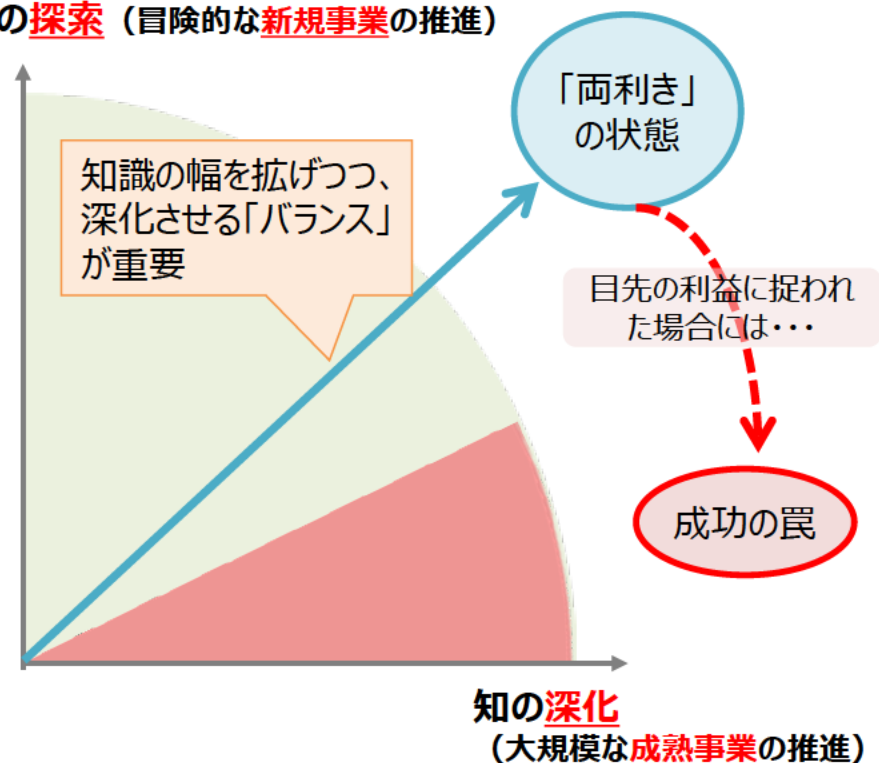 の探索（冒険的な新規事業の推進）
「両利き」
の状態
知識の幅を拡げつつ、
深化させる「バランス」
が重要
目先の利益に捉われ
た場合には・・・
成功の罠
知の深化
（大規模な成熟事業の推進）